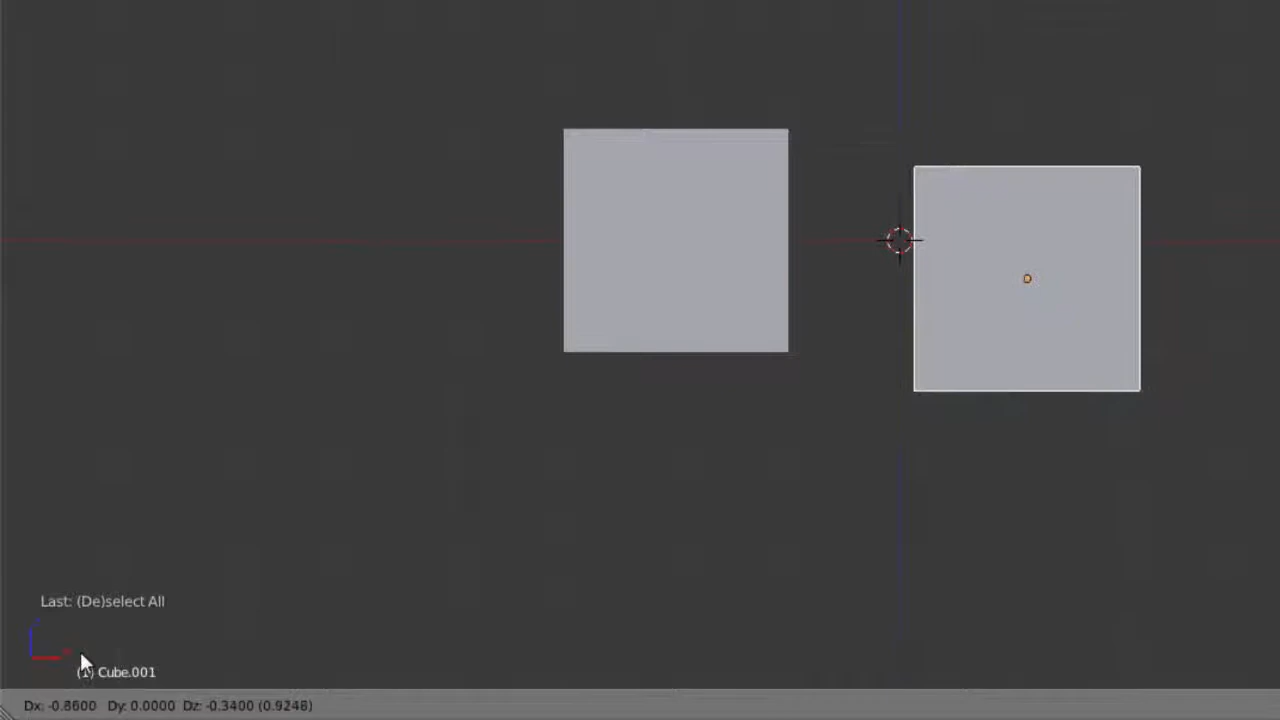 Last: (De)select All
(1) Cube.001
Dx: -0.8600 Dy: 0.0000 Dz: -0.3400 (0.9248)